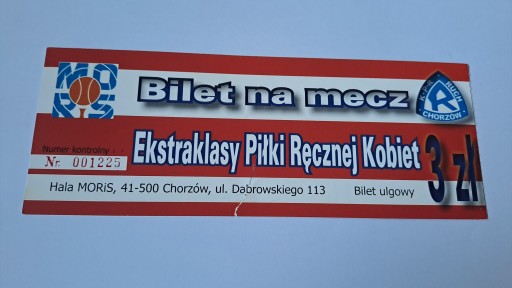 MORiS
Bilet na mecz
K.P.R. RUCH
CHORZÓW
Ekstraklasy Piłki Ręcznej Kobiet
3 zł
Numer kontrolny
Nr. 001225
Hala MORiS, 41-500 Chorzów, ul. Dąbrowskiego 113
Bilet ulgowy